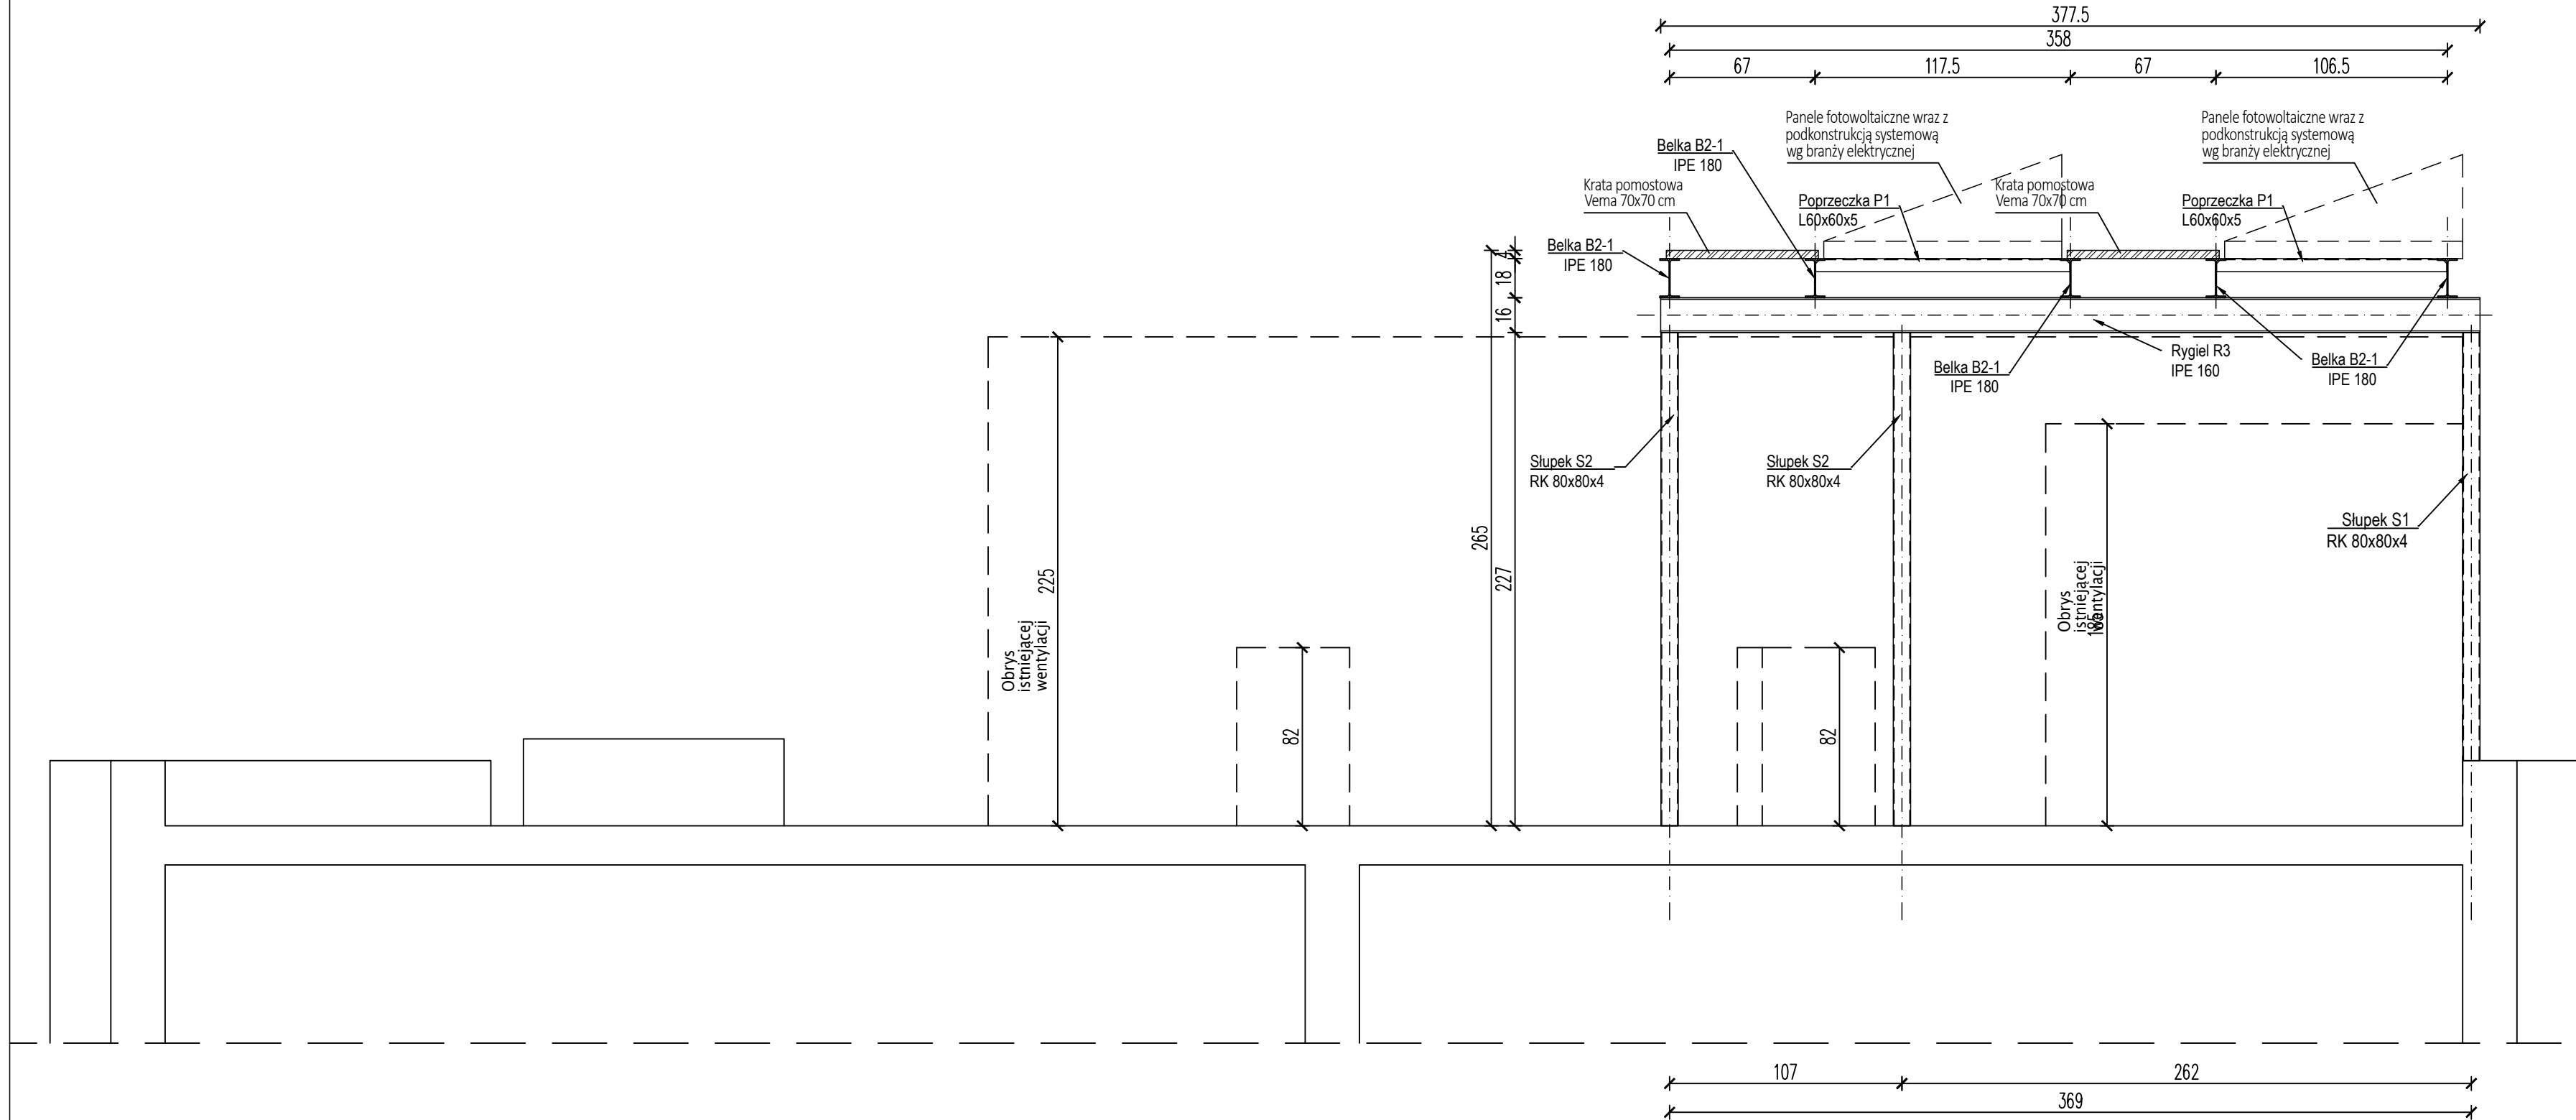 377.5
358
67
117.5
67
106.5
Panele fotowoltaiczne wraz z
podkonstrukcją systemową
wg branży elektrycznej
Panele fotowoltaiczne wraz z
podkonstrukcją systemową
wg branży elektrycznej
Belka B2-1
IPE 180
Krata pomostowa
Vema 70x70 cm
Poprzeczka P1
L60x60x5
Krata pomostowa
Vema 70x70 cm
Poprzeczka P1
L60x60x5
Belka B2-1
IPE 180
4
18
16
Rygiel R3
IPE 160
Belka B2-1
IPE 180
Belka B2-1
IPE 180
Słupek S2
RK 80x80x4
Słupek S2
RK 80x80x4
Słupek S1
RK 80x80x4
265
227
225
Obrys
istniejącej
wentylacji
Obrys
istniejącej
wentylacji
82
82
107
262
369